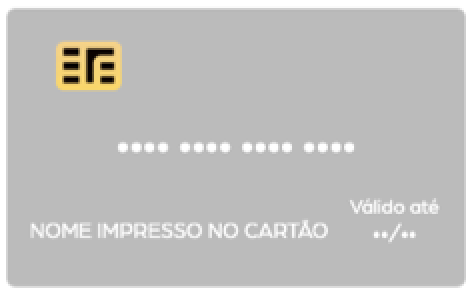 •••• •••• •••• ••••
Válido até
NOME IMPRESSO NO CARTÃO ••/••